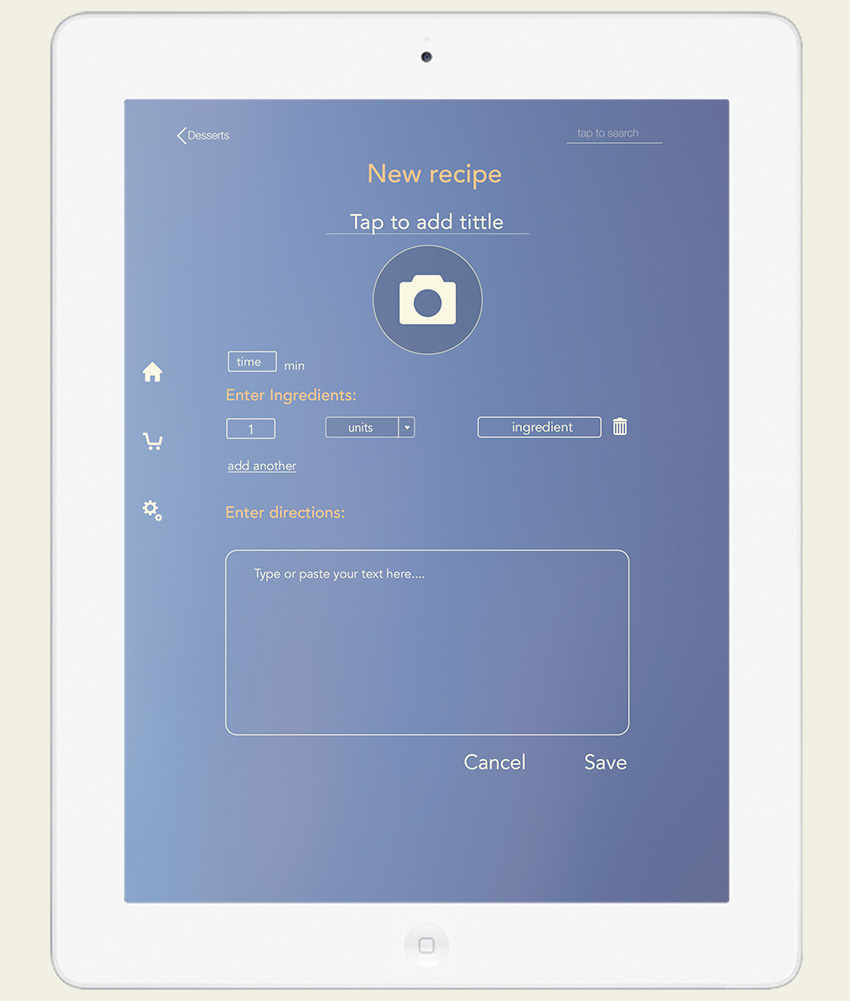 Desserts
tap to search
New recipe
Tap to add tittle
time min
Enter Ingredients:
1 units ingredient
add another
Enter directions:
Type or paste your text here....
Cancel Save